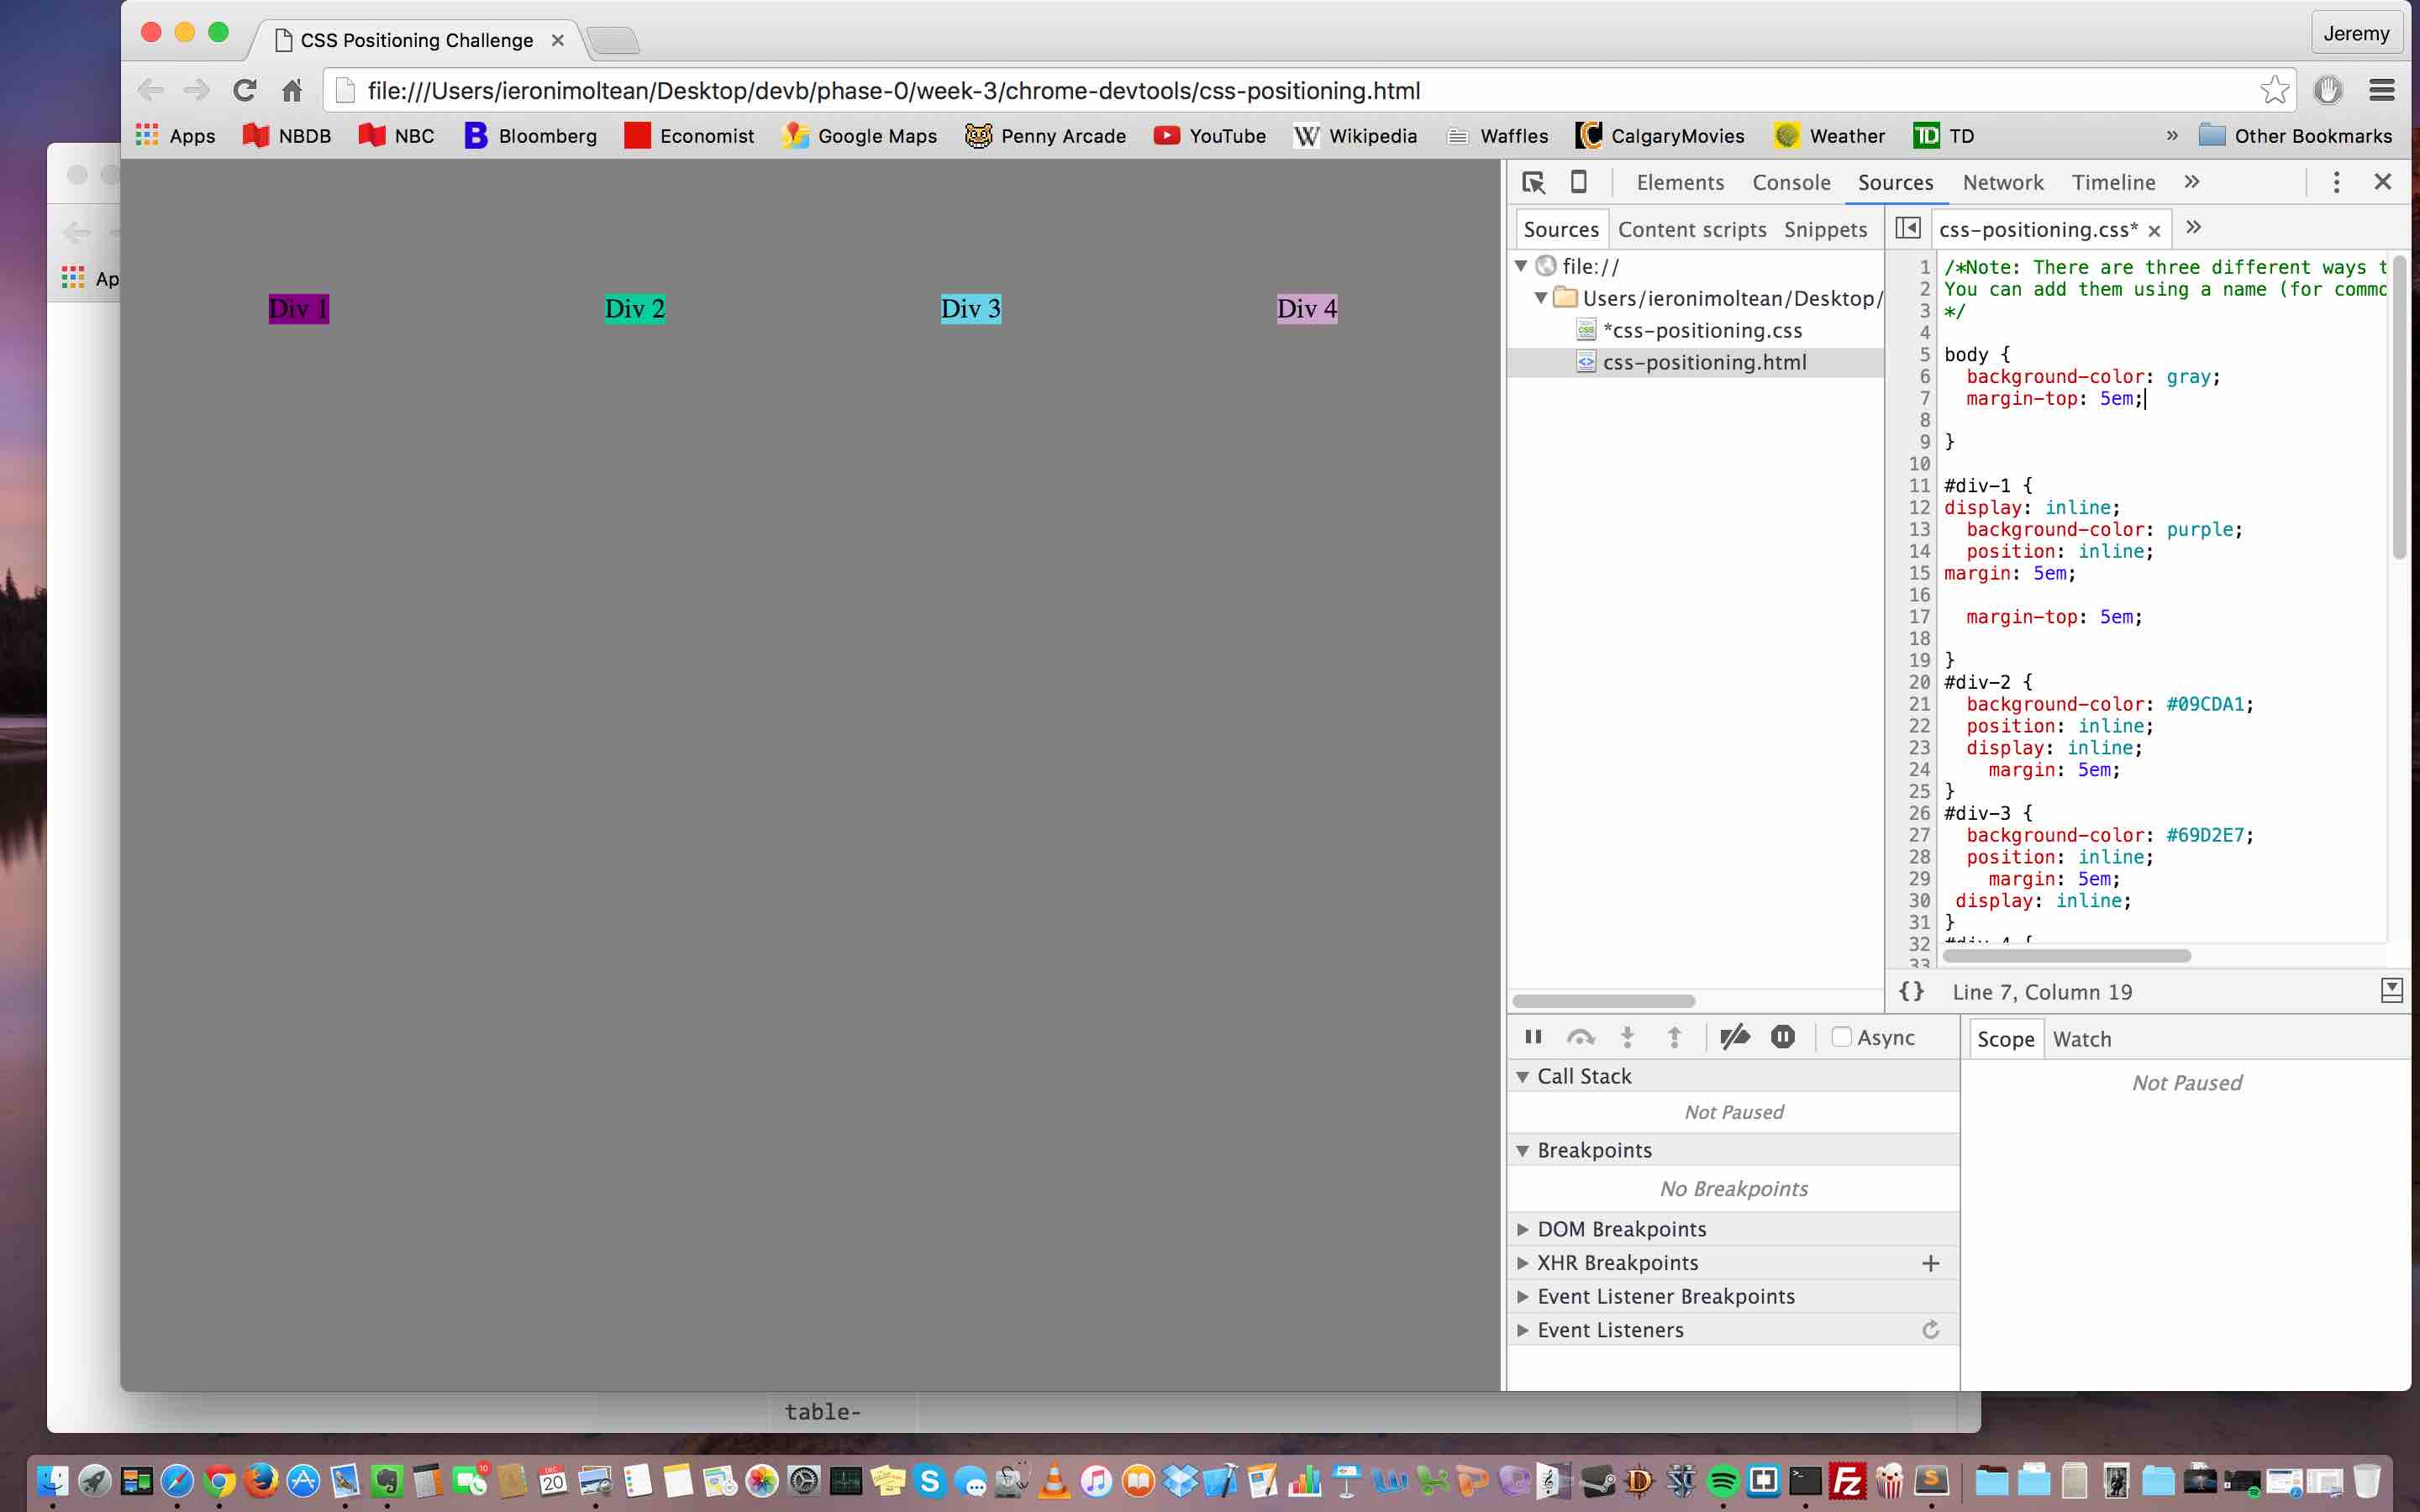 CSS Positioning Challenge
Jeremy
file:///Users/ieronimoltean/Desktop/devb/phase-0/week-3/chrome-devtools/css-positioning.html
Apps NBDB NBC Bloomberg Economist Google Maps Penny Arcade YouTube Wikipedia Waffles CalgaryMovies Weather TD » Other Bookmarks
Ap
Div 1 Div 2 Div 3 Div 4
Elements Console Sources Network Timeline »
Sources Content scripts Snippets
css-positioning.css* »
file://
Users/ieronimoltean/Desktop/
*css-positioning.css
css-positioning.html
1 /*Note: There are three different ways t
2 You can add them using a name (for commo
3 */
4
5 body {
6 background-color: gray;
7 margin-top: 5em;
8
9 }
10
11 #div-1 {
12 display: inline;
13 background-color: purple;
14 position: inline;
15 margin: 5em;
16
17 margin-top: 5em;
18
19 }
20 #div-2 {
21 background-color: #09CDA1;
22 position: inline;
23 display: inline;
24 margin: 5em;
25 }
26 #div-3 {
27 background-color: #69D2E7;
28 position: inline;
29 margin: 5em;
30 display: inline;
31 }
32 #div-4 {
33
{} Line 7, Column 19
Async
Scope Watch
Call Stack
Not Paused
Not Paused
Breakpoints
No Breakpoints
DOM Breakpoints
XHR Breakpoints
Event Listener Breakpoints
Event Listeners
table-
10
DEC
20